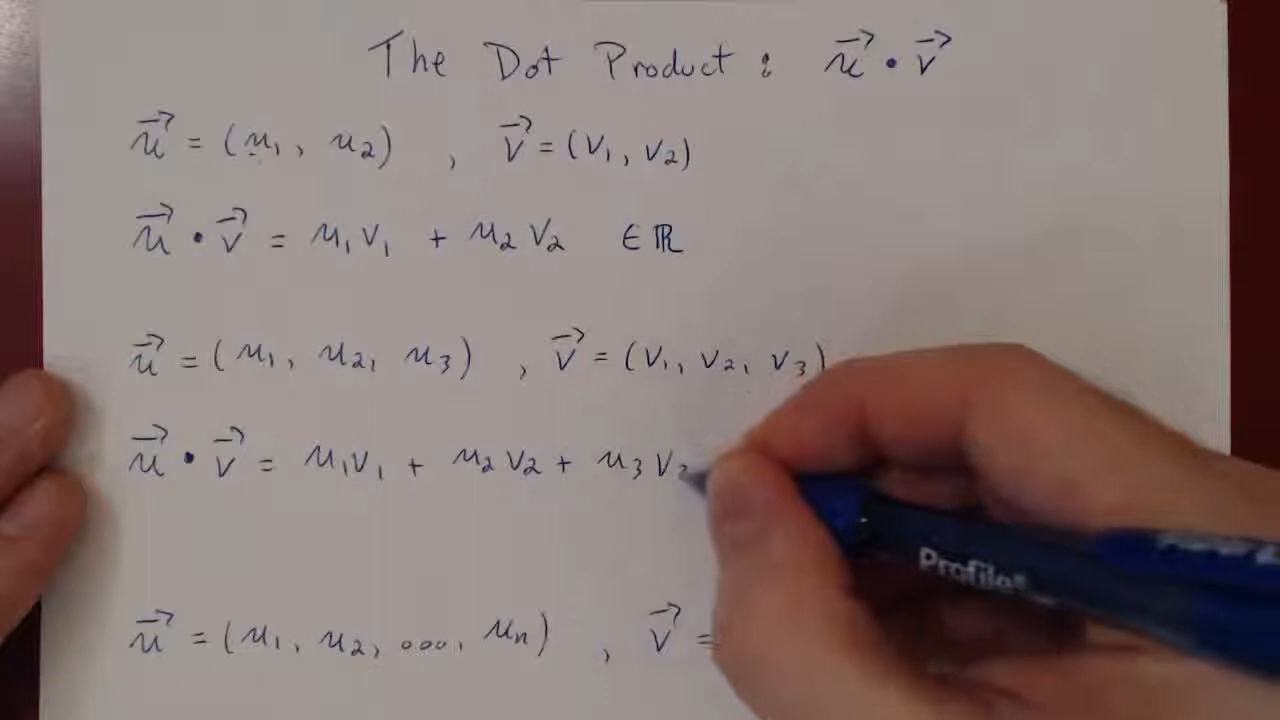 The Dot Product : u⃗ • v⃗
u⃗ = (u₁, u₂) , v⃗ = (v₁, v₂)
u⃗ • v⃗ = u₁v₁ + u₂v₂ ∈ ℝ
u⃗ = (u₁, u₂, u₃) , v⃗ = (v₁, v₂, v₃)
u⃗ • v⃗ = u₁v₁ + u₂v₂ + u₃v₃
Profile
u⃗ = (u₁, u₂, ..., uₙ) , v⃗ =